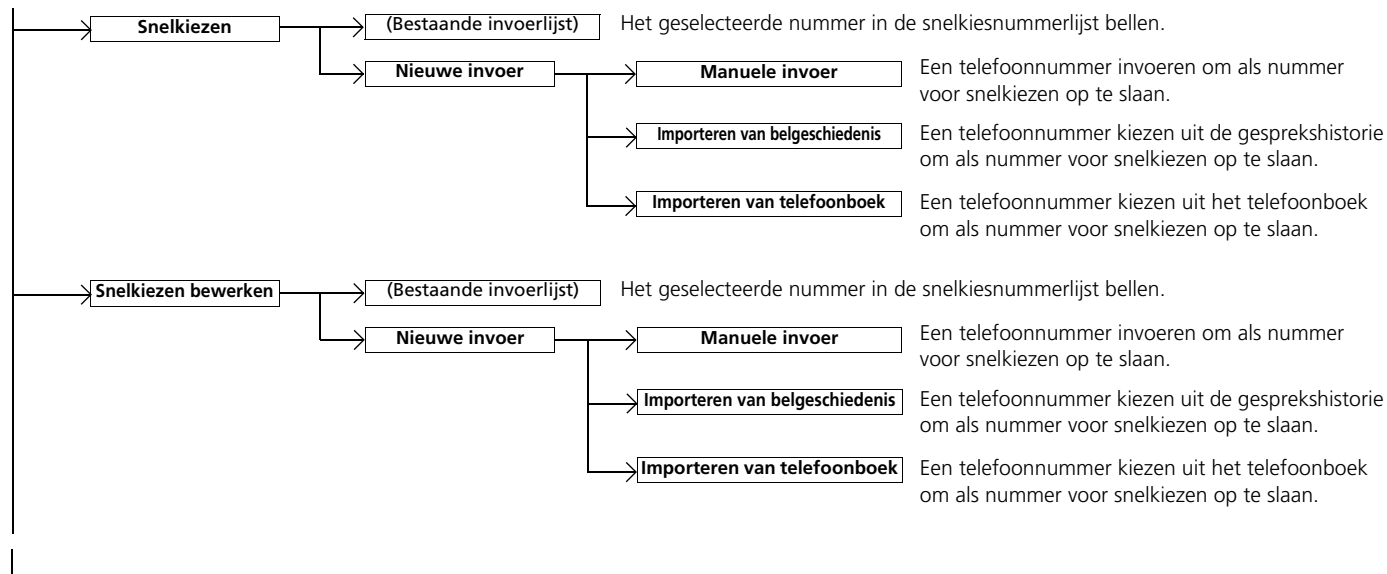 Snelkiezen
(Bestaande invoerlijst)
Het geselecteerde nummer in de snelkiesnummerlijst bellen.
Nieuwe invoer
Manuele invoer
Een telefoonnummer invoeren om als nummer
voor snelkiezen op te slaan.
Importeren van belgeschiedenis
Een telefoonnummer kiezen uit de gesprekshistorie
om als nummer voor snelkiezen op te slaan.
Importeren van telefoonboek
Een telefoonnummer kiezen uit het telefoonboek
om als nummer voor snelkiezen op te slaan.
Snelkiezen bewerken
(Bestaande invoerlijst)
Het geselecteerde nummer in de snelkiesnummerlijst bellen.
Nieuwe invoer
Manuele invoer
Een telefoonnummer invoeren om als nummer
voor snelkiezen op te slaan.
Importeren van belgeschiedenis
Een telefoonnummer kiezen uit de gesprekshistorie
om als nummer voor snelkiezen op te slaan.
Importeren van telefoonboek
Een telefoonnummer kiezen uit het telefoonboek
om als nummer voor snelkiezen op te slaan.